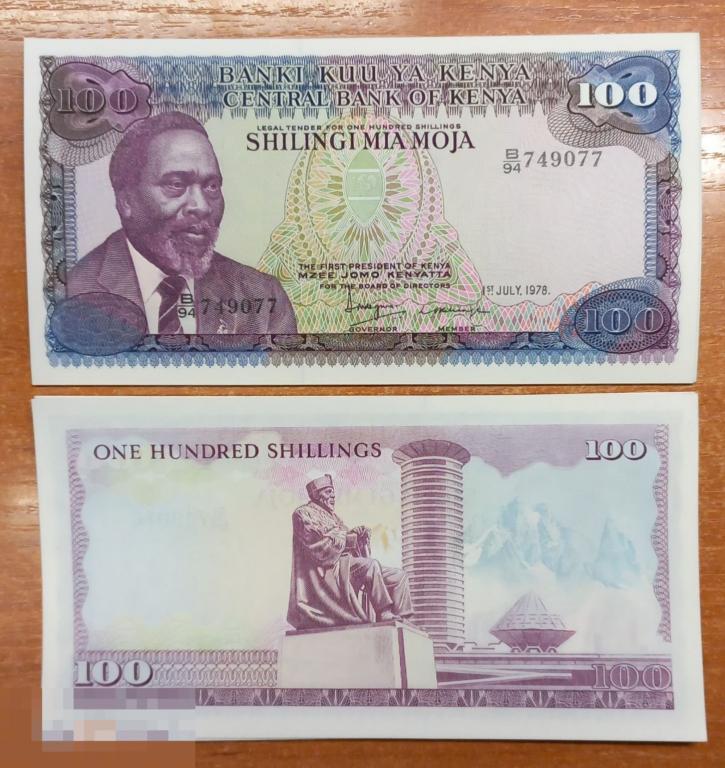 BANKI KUU YA KENYA
CENTRAL BANK OF KENYA
100
100
LEGAL TENDER FOR ONE HUNDRED SHILLINGS
SHILINGI MIA MOJA
B/94 749077
THE FIRST PRESIDENT OF KENYA
MZEE JOMO KENYATTA
FOR THE BOARD OF DIRECTORS
1ST JULY, 1978.
B/94 749077
GOVERNOR MEMBER
100
ONE HUNDRED SHILLINGS
100
100
100